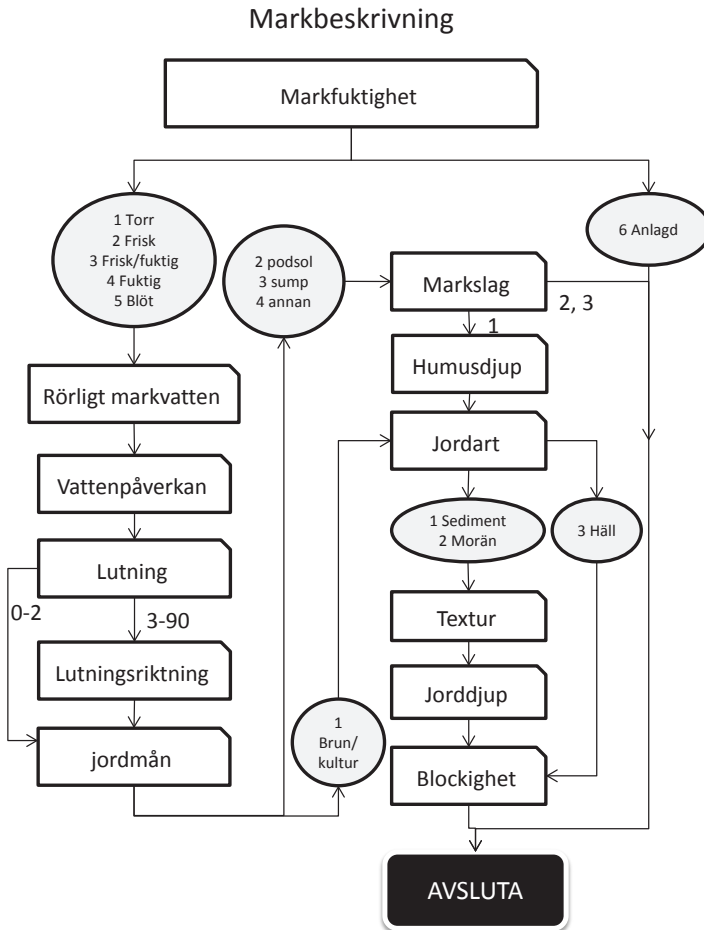 Markbeskrivning
Markfuktighet
1 Torr
2 Frisk
3 Frisk/fuktig
4 Fuktig
5 Blöt
6 Anlagd
2 podsol
3 sump
4 annan
Markslag
2, 3
1
Humusdjup
Rörligt markvatten
Jordart
Vattenpåverkan
1 Sediment
2 Morän
3 Häll
Lutning
0-2
3-90
Textur
Lutningsriktning
Jorddjup
1
Brun/
kultur
jordmån
Blockighet
AVSLUTA